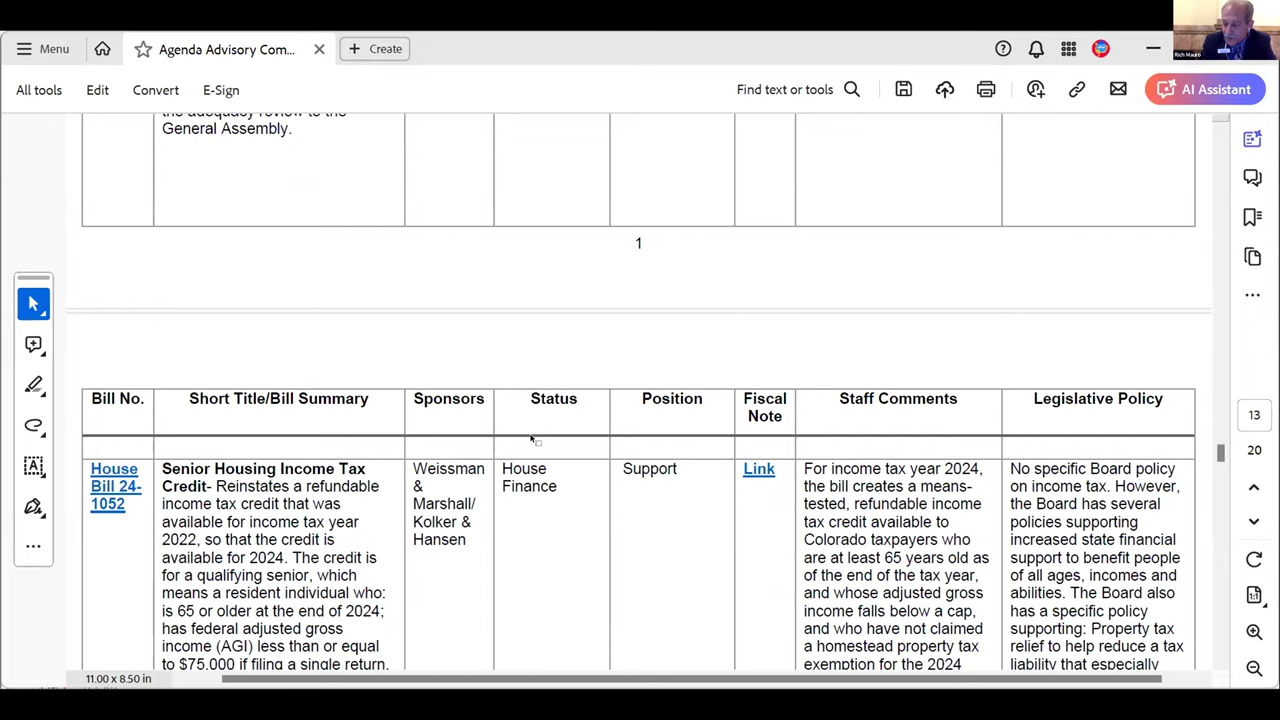 Menu
Agenda Advisory Com...
Create
Rich Mauro
All tools
Edit
Convert
E-Sign
Find text or tools
AI Assistant
the adequacy review to the
General Assembly.
1
Bill No.
Short Title/Bill Summary
Sponsors
Status
Position
Fiscal
Note
Staff Comments
Legislative Policy
House
Bill 24-
1052
Senior Housing Income Tax
Credit- Reinstates a refundable
income tax credit that was
available for income tax year
2022, so that the credit is
available for 2024. The credit is
for a qualifying senior, which
means a resident individual who:
is 65 or older at the end of 2024;
has federal adjusted gross
income (AGI) less than or equal
to $75,000 if filing a single return,
Weissman
&
Marshall/
Kolker &
Hansen
House
Finance
Support
Link
For income tax year 2024,
the bill creates a means-
tested, refundable income
tax credit available to
Colorado taxpayers who
are at least 65 years old as
of the end of the tax year,
and whose adjusted gross
income falls below a cap,
and who have not claimed
a homestead property tax
exemption for the 2024
No specific Board policy
on income tax. However,
the Board has several
policies supporting
increased state financial
support to benefit people
of all ages, incomes and
abilities. The Board also
has a specific policy
supporting: Property tax
relief to help reduce a tax
liability that especially
13
20
11.00 x 8.50 in